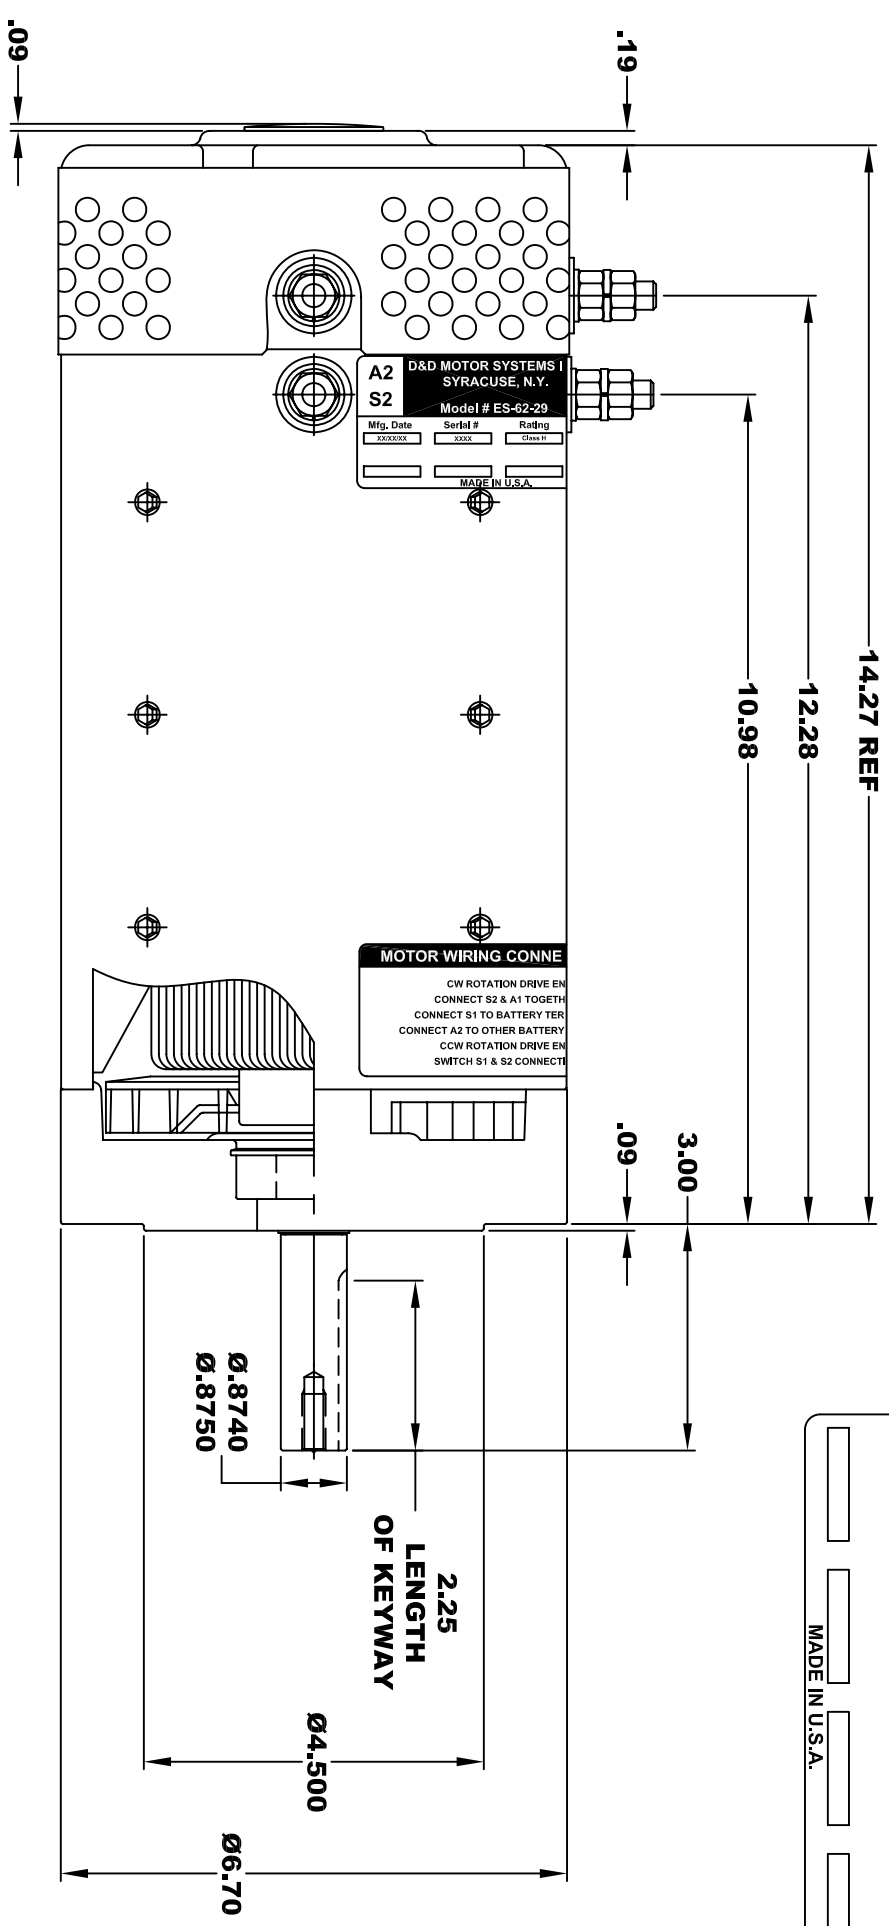 .09
.19
14.27 REF
12.28
10.98
A2
S2
D&D MOTOR SYSTEMS I
SYRACUSE, N.Y.
Model # ES-62-29
Mfg. Date Serial # Rating
XX/XX/XX XXXX Class H
MADE IN U.S.A.
MOTOR WIRING CONNE
CW ROTATION DRIVE EN
CONNECT S2 & A1 TOGETH
CONNECT S1 TO BATTERY TER
CONNECT A2 TO OTHER BATTERY
CCW ROTATION DRIVE EN
SWITCH S1 & S2 CONNECTI
.09
3.00
Ø.8740
Ø.8750
2.25
LENGTH
OF KEYWAY
Ø4.500
Ø6.70
MADE IN U.S.A.